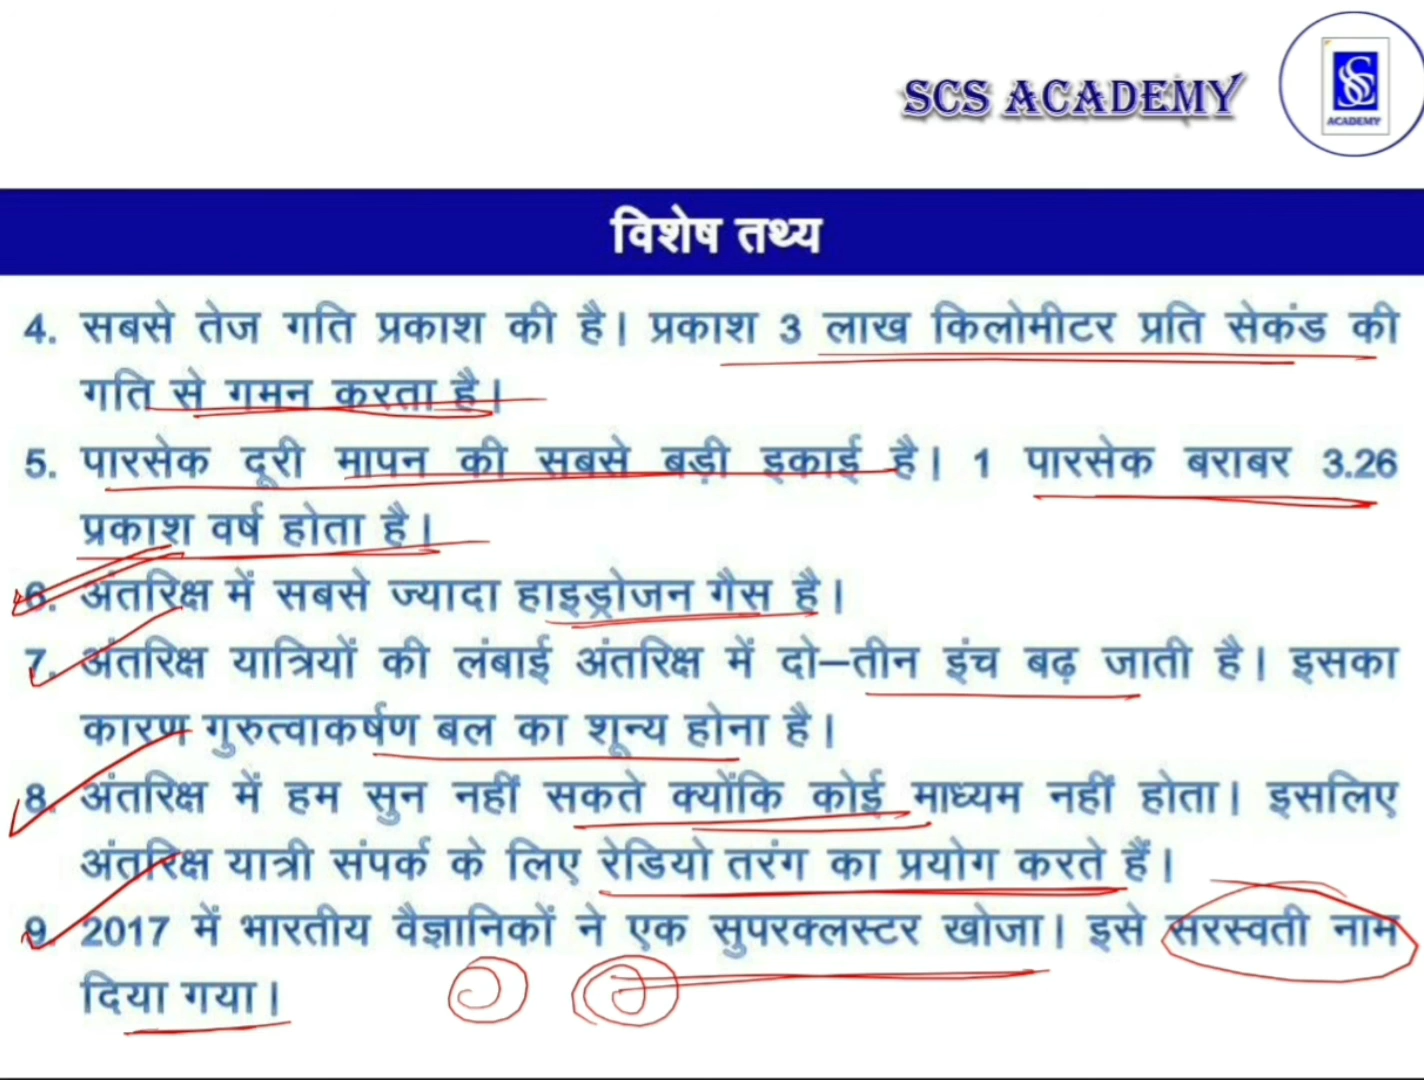 SCS ACADEMY
SS
ACADEMY
विशेष तथ्य
4. सबसे तेज गति प्रकाश की है। प्रकाश 3 लाख किलोमीटर प्रति सेकंड की
गति से गमन करता है।
5. पारसेक दूरी मापन की सबसे बड़ी इकाई है। 1 पारसेक बराबर 3.26
प्रकाश वर्ष होता है।
6. अंतरिक्ष में सबसे ज्यादा हाइड्रोजन गैस है।
7. अंतरिक्ष यात्रियों की लंबाई अंतरिक्ष में दो–तीन इंच बढ़ जाती है। इसका
कारण गुरुत्वाकर्षण बल का शून्य होना है।
8. अंतरिक्ष में हम सुन नहीं सकते क्योंकि कोई माध्यम नहीं होता। इसलिए
अंतरिक्ष यात्री संपर्क के लिए रेडियो तरंग का प्रयोग करते हैं।
9. 2017 में भारतीय वैज्ञानिकों ने एक सुपरक्लस्टर खोजा। इसे सरस्वती नाम
दिया गया।